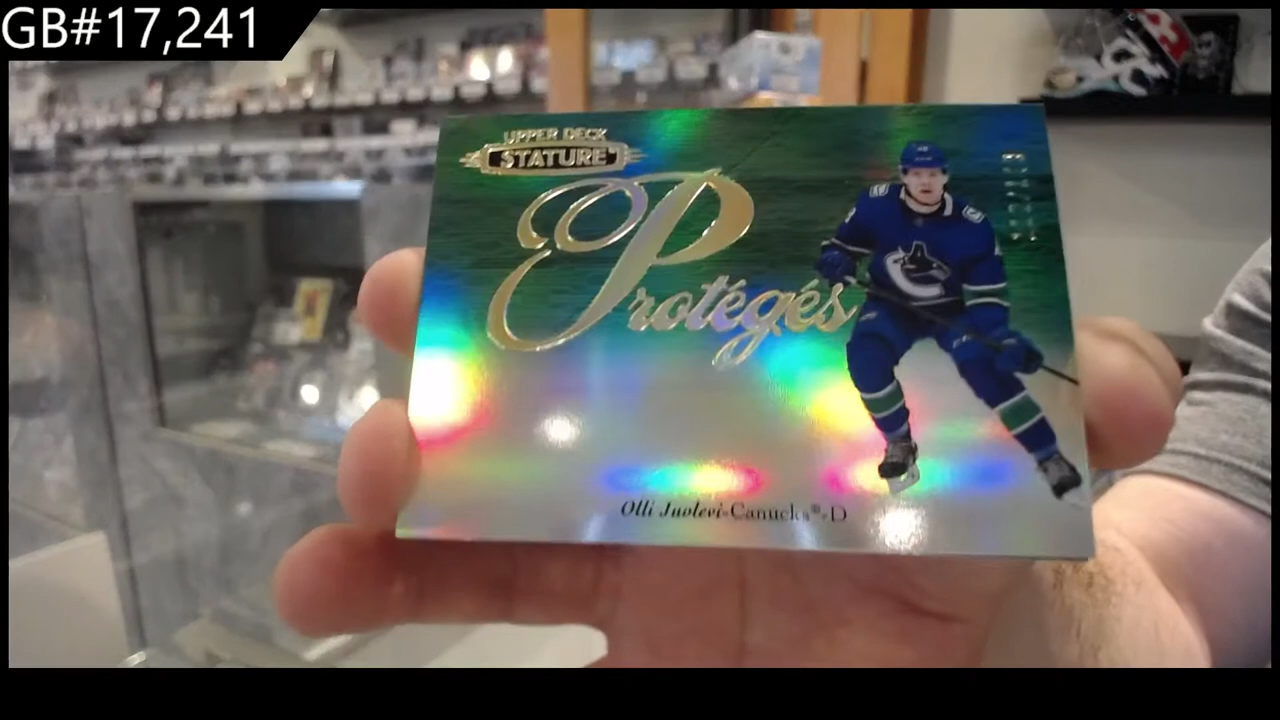 GB#17,241
UPPER DECK
STATURE
Protégés
Olli Juolevi-Canucks®-D